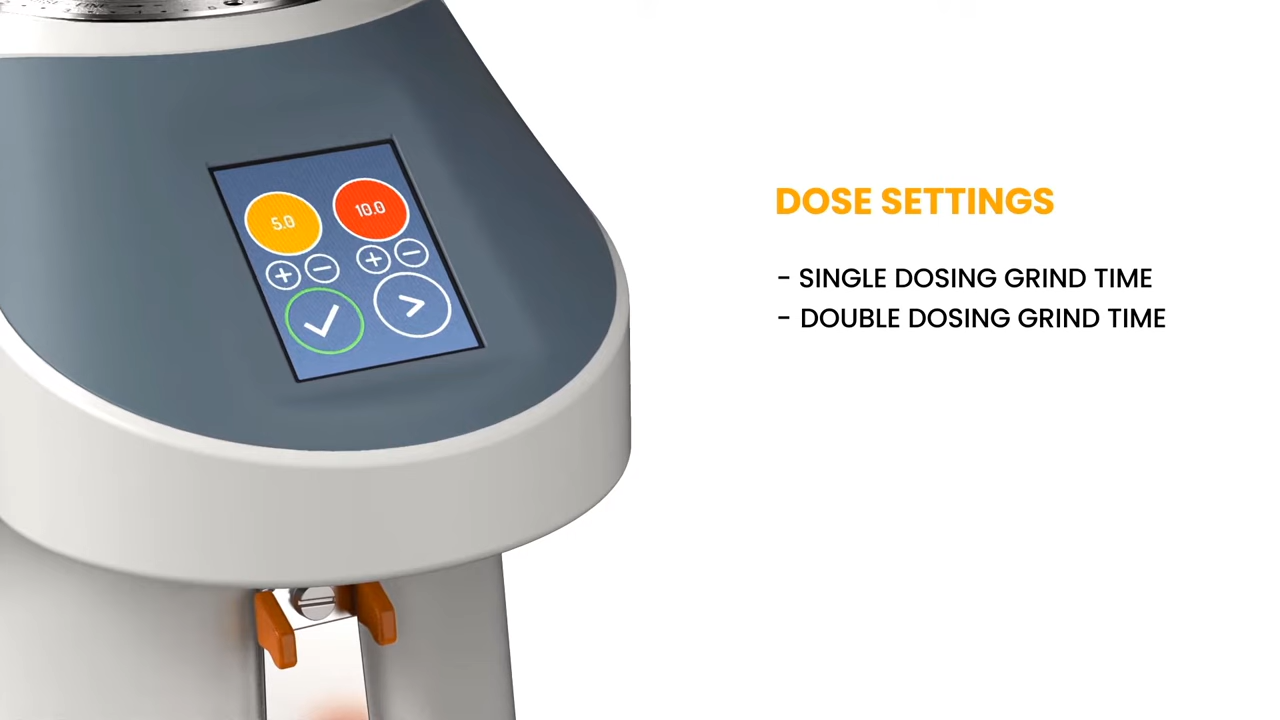 5.0
10.0
+ - + -
DOSE SETTINGS
- SINGLE DOSING GRIND TIME
- DOUBLE DOSING GRIND TIME